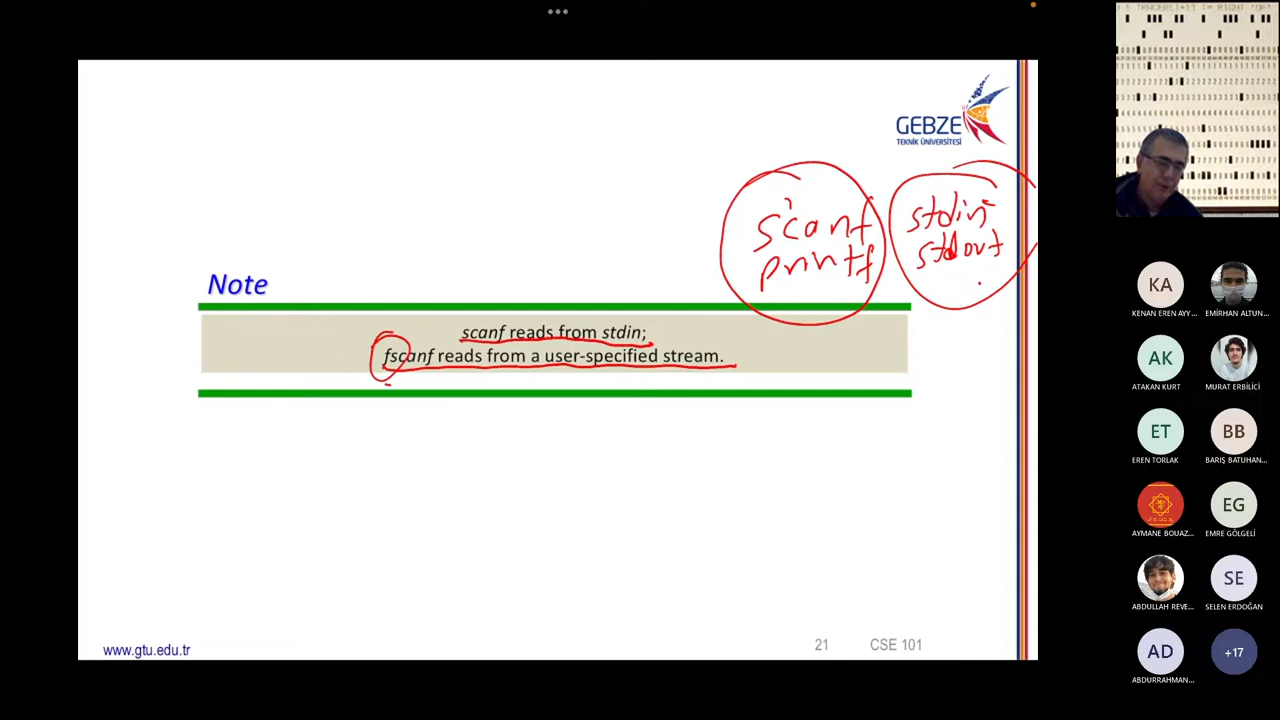 GEBZE
TEKNİK ÜNİVERSİTESİ
scanf
printf
stdin
stdout
Note
scanf reads from stdin;
fscanf reads from a user-specified stream.
www.gtu.edu.tr
21
CSE 101
KA
KENAN EREN AYY...
EMİRHAN ALTUN...
AK
ATAKAN KURT
MURAT ERBİLİCİ
ET
EREN TORLAK
BB
BARIŞ BATUHAN...
AYMANE BOUAZ...
EG
EMRE GÖLGELİ
ABDULLAH REVE...
SE
SELEN ERDOĞAN
AD
ABDURRAHMAN...
+17